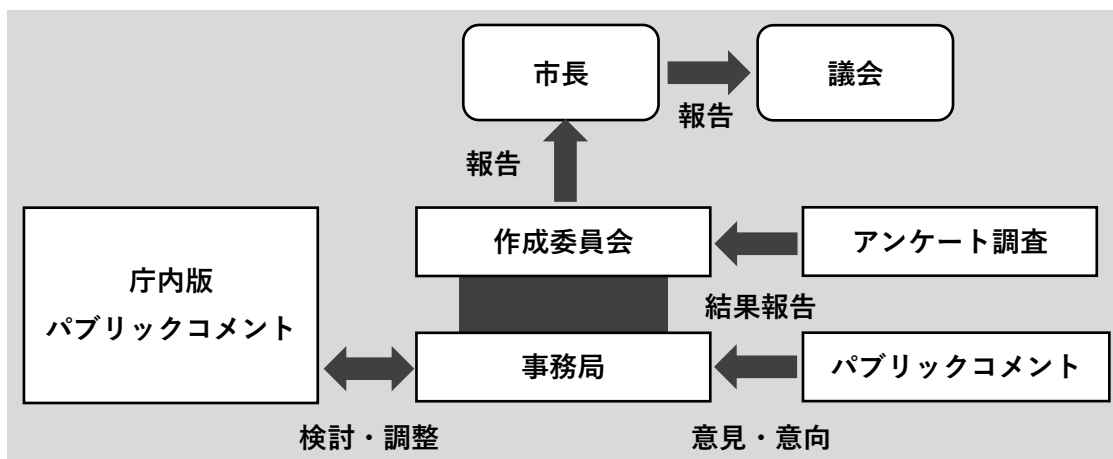 市長
議会
報告
報告
作成委員会
アンケート調査
庁内版
パブリックコメント
結果報告
事務局
パブリックコメント
検討・調整
意見・意向